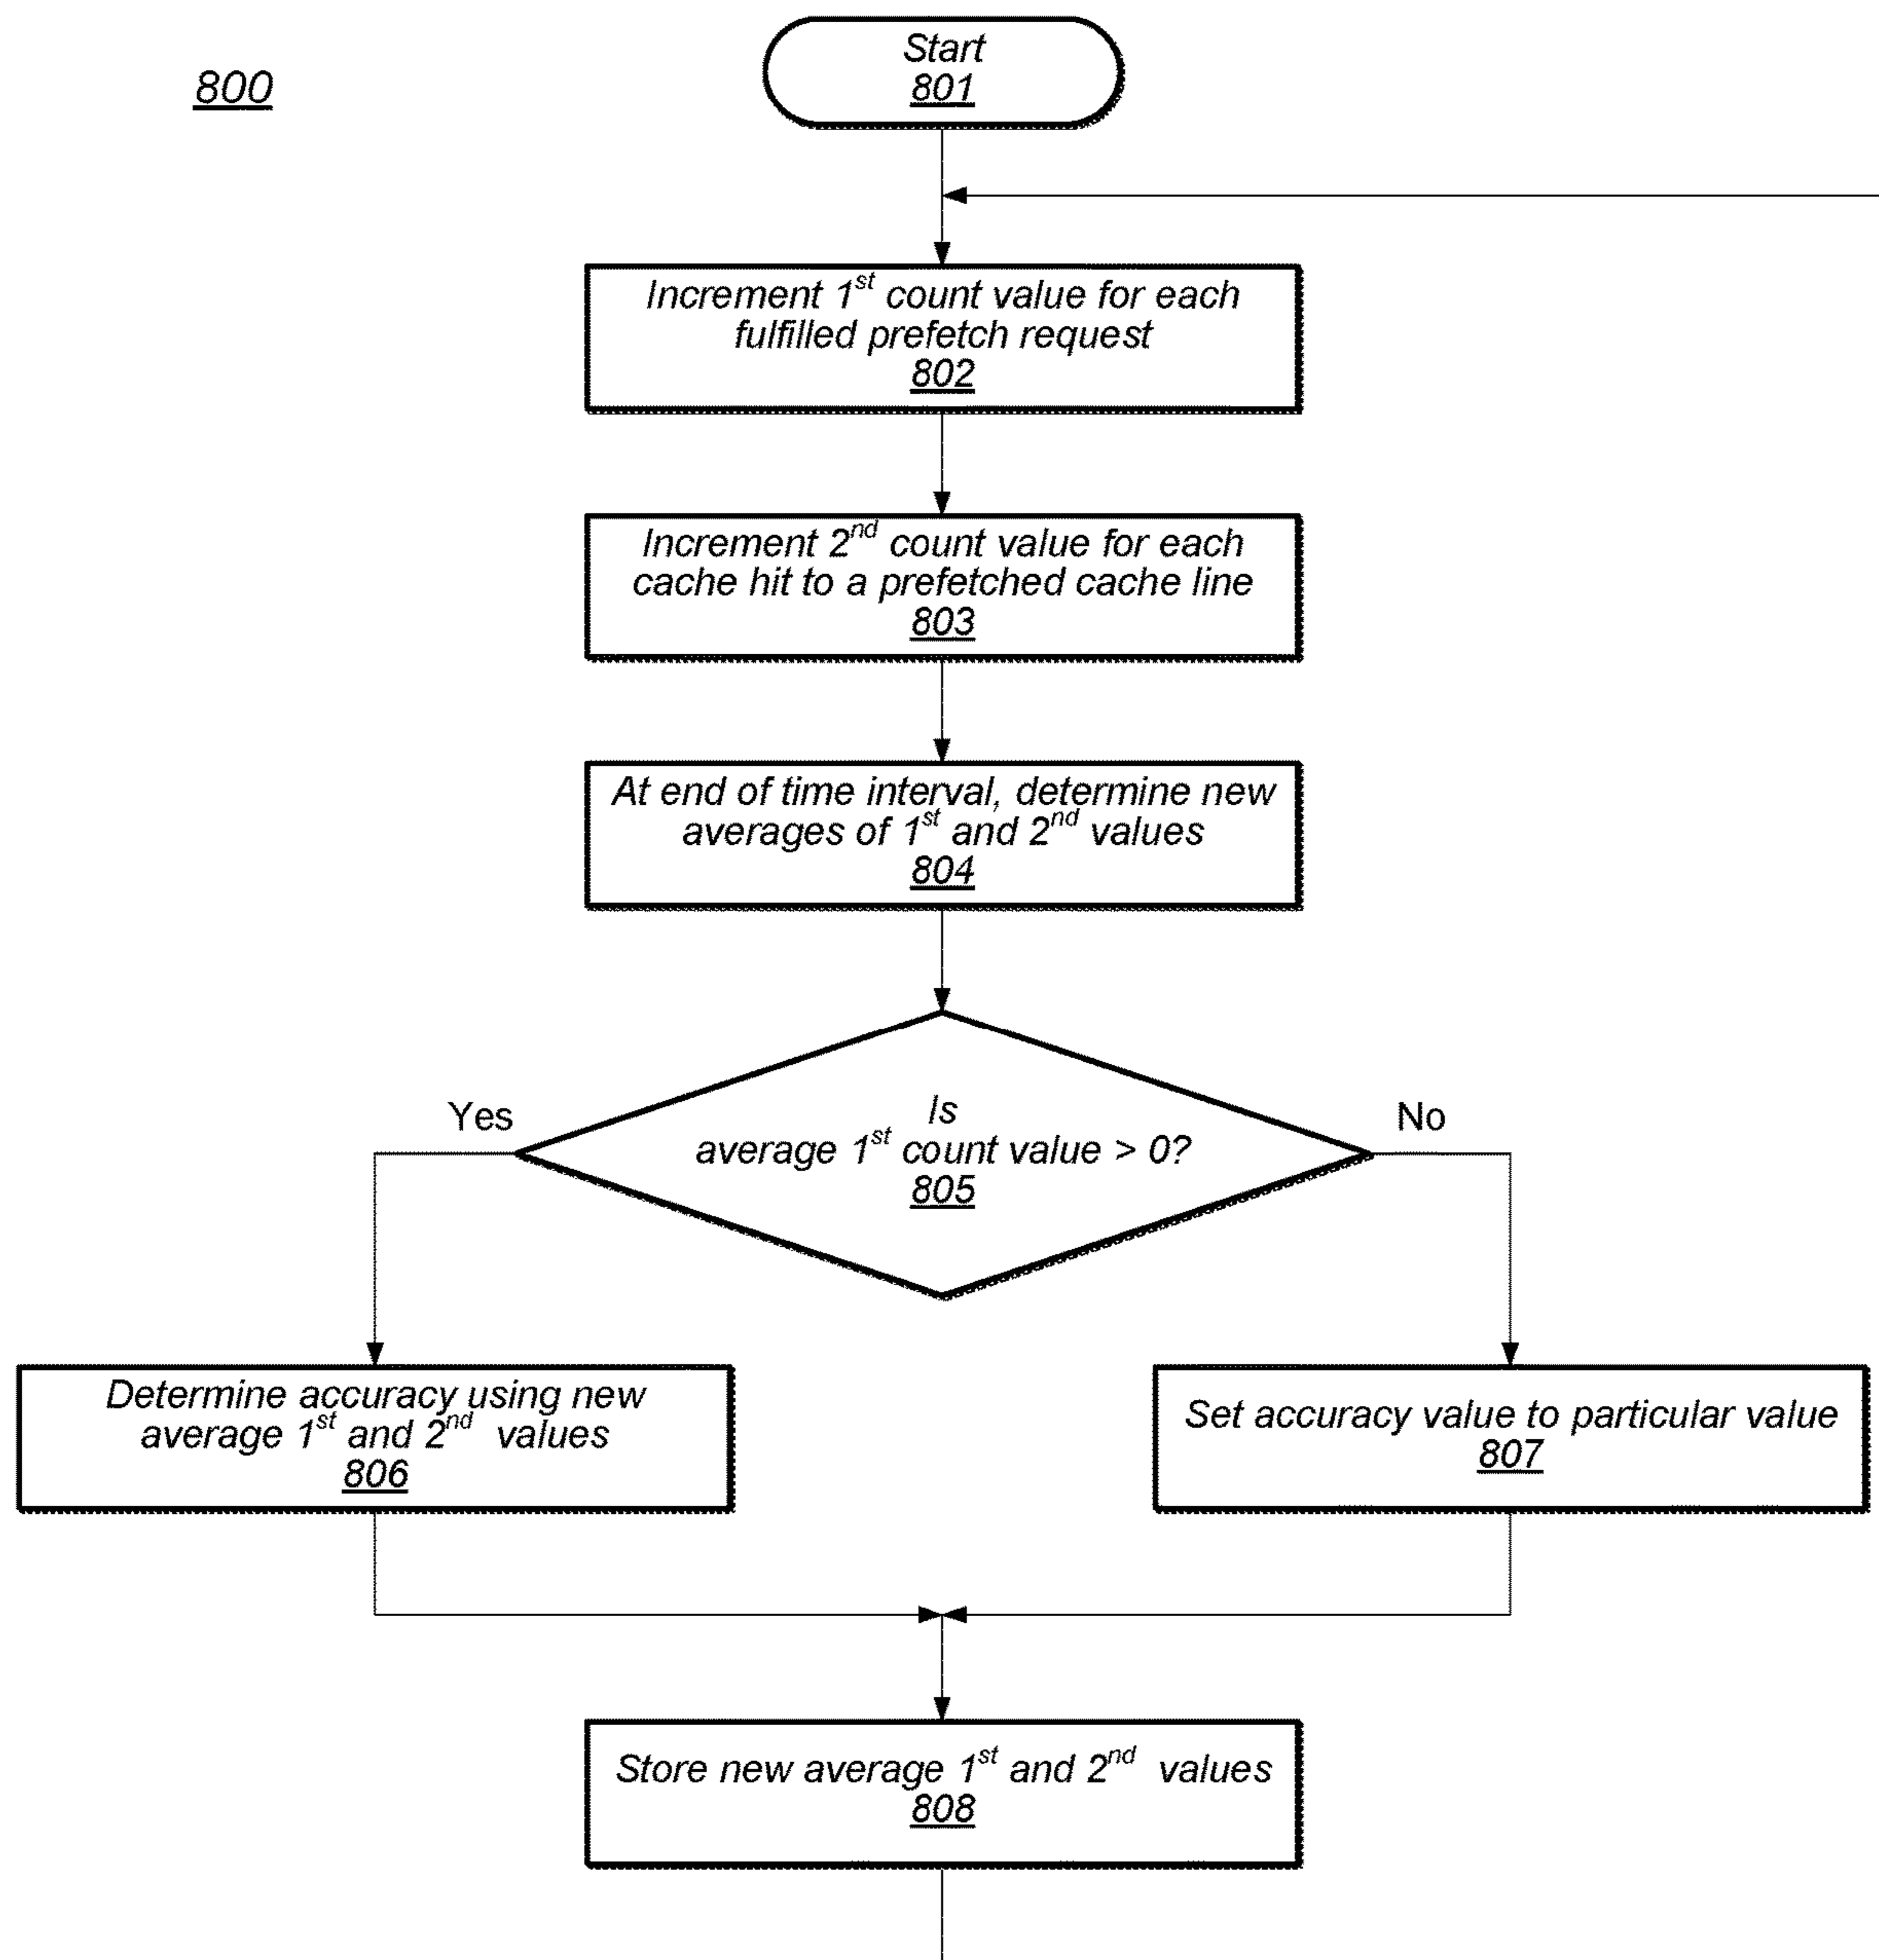 800
Start
801
Increment 1st count value for each
fulfilled prefetch request
802
Increment 2nd count value for each
cache hit to a prefetched cache line
803
At end of time interval, determine new
averages of 1st and 2nd values
804
Is
average 1st count value > 0?
805
Yes
No
Determine accuracy using new
average 1st and 2nd values
806
Set accuracy value to particular value
807
Store new average 1st and 2nd values
808